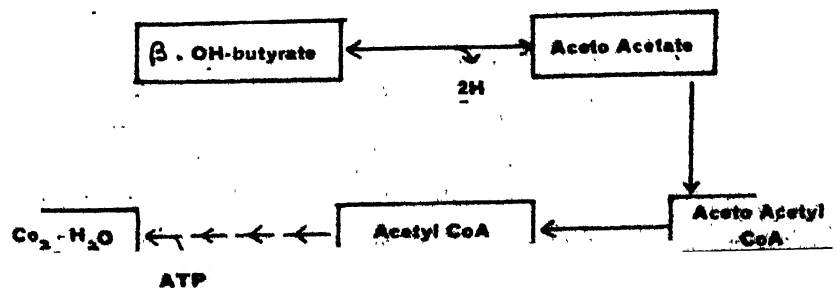 β . OH-butyrate
Aceto Acetate
2H
Aceto Acetyl
CoA
Acetyl CoA
Co₂ - H₂O
ATP